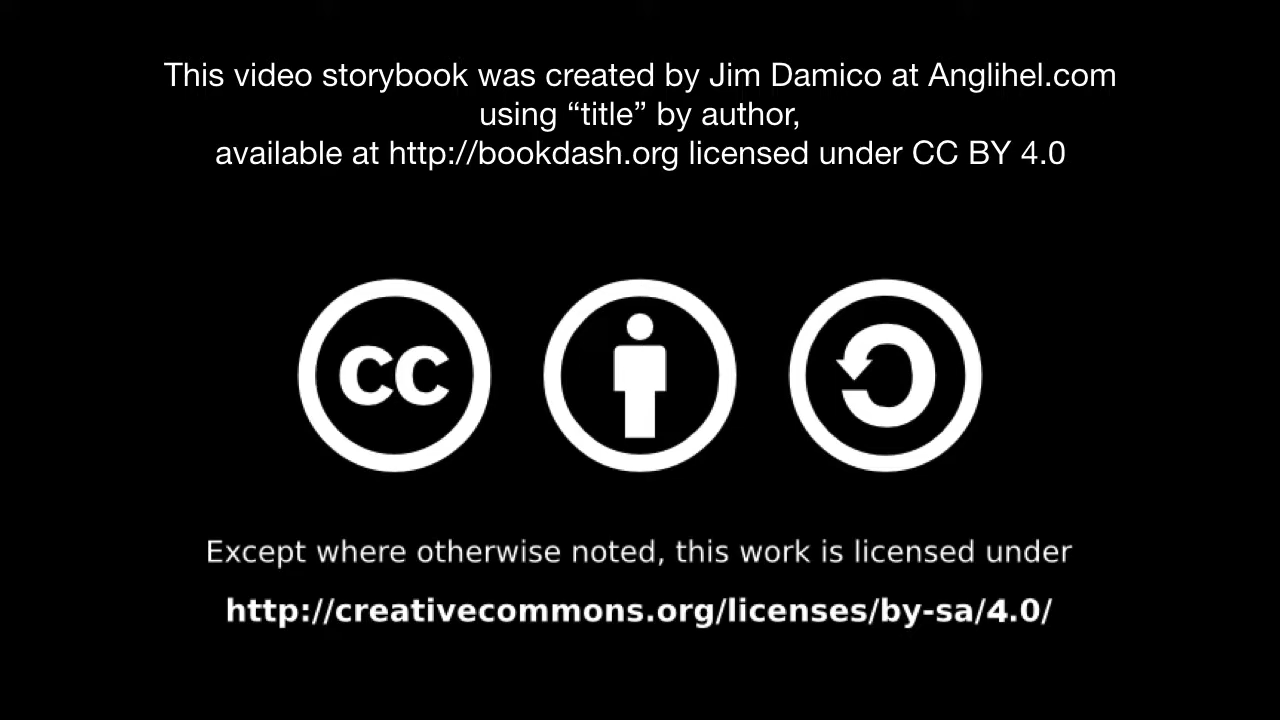 This video storybook was created by Jim Damico at Anglihel.com
using “title” by author,
available at http://bookdash.org licensed under CC BY 4.0
cc
Except where otherwise noted, this work is licensed under
http://creativecommons.org/licenses/by-sa/4.0/